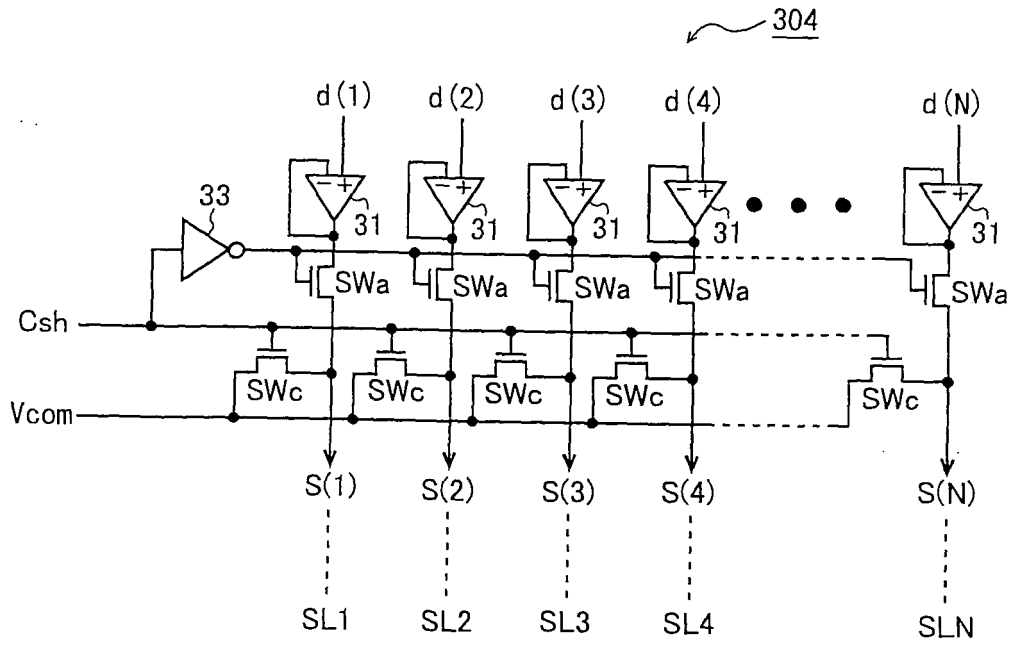 304
d(1) d(2) d(3) d(4) d(N)
33
31 31 31 31 31
SWa SWa SWa SWa SWa
Csh
SWc SWc SWc SWc SWc
Vcom
S(1) S(2) S(3) S(4) S(N)
SL1 SL2 SL3 SL4 SLN